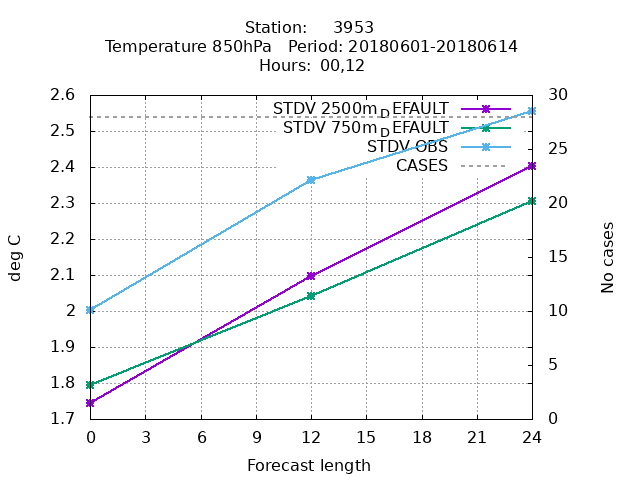 Station:     3953
Temperature 850hPa   Period: 20180601-20180614
Hours:  00,12
2.6
2.5
2.4
2.3
2.2
2.1
2
1.9
1.8
1.7
deg C
STDV 2500m_DEFAULT
STDV 750m_DEFAULT
STDV OBS
CASES
30
25
20
15
10
5
0
No cases
0 3 6 9 12 15 18 21 24
Forecast length